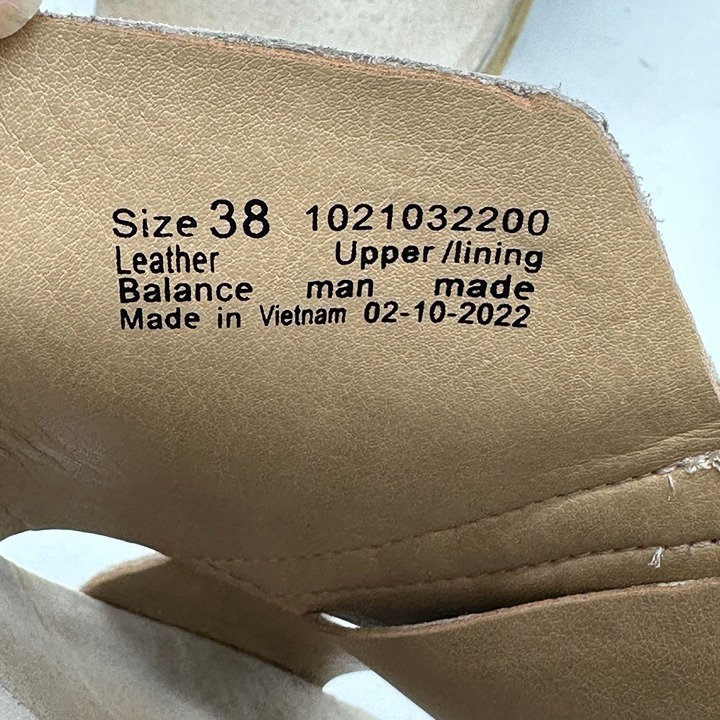 Size 38 1021032200
Leather Upper/lining
Balance man made
Made in Vietnam 02-10-2022